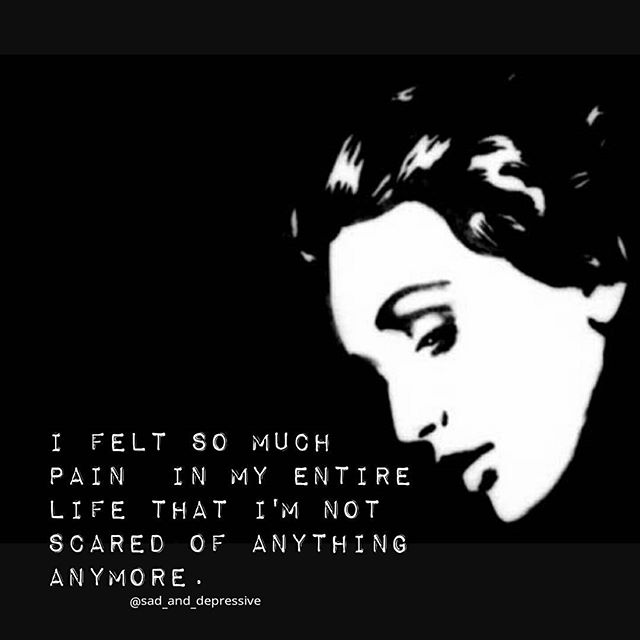 I FELT SO MUCH
PAIN IN MY ENTIRE
LIFE THAT I'M NOT
SCARED OF ANYTHING
ANYMORE.
@sad_and_depressive